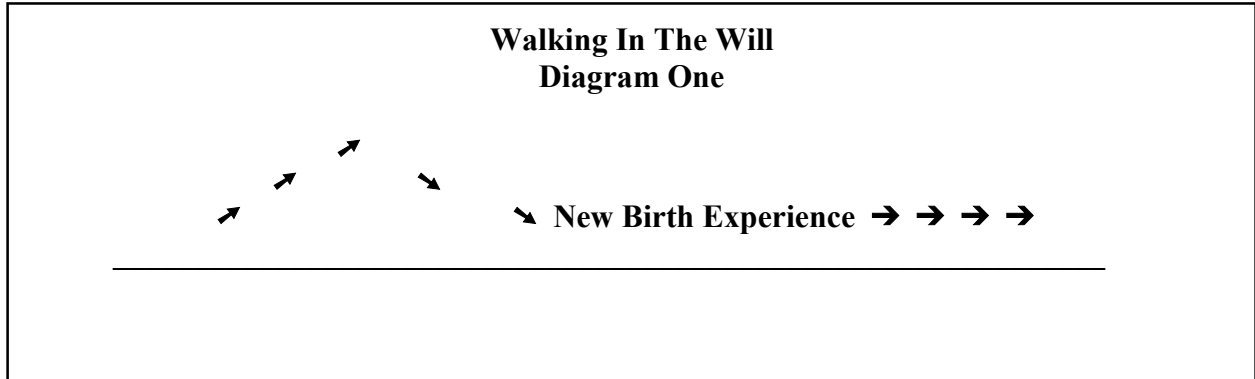 Walking In The Will
Diagram One
New Birth Experience → → → →